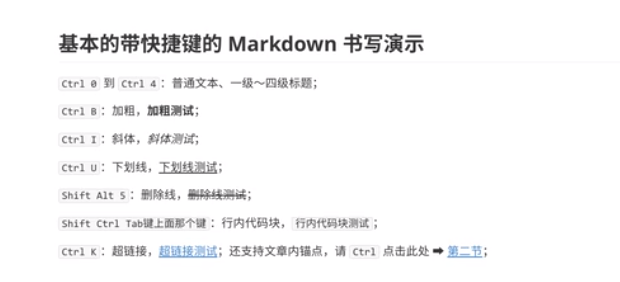 基本的带快捷键的 Markdown 书写演示
Ctrl 0 到 Ctrl 4：普通文本、一级～四级标题；
Ctrl B：加粗，加粗测试；
Ctrl I：斜体，斜体测试；
Ctrl U：下划线，下划线测试；
Shift Alt 5：删除线，删除线测试；
Shift Ctrl Tab键上面那个键：行内代码块，行内代码块测试；
Ctrl K：超链接，超链接测试；还支持文章内锚点，请 Ctrl 点击此处 ➡ 第二节；